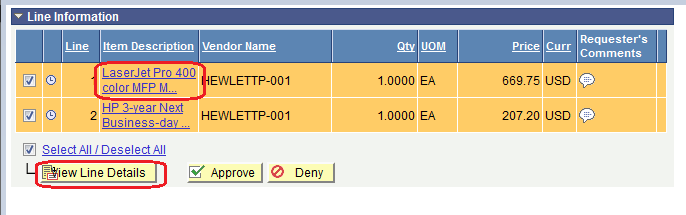 Line Information
Line Item Description Vendor Name Qty UOM Price Curr Requester's Comments
1 LaserJet Pro 400 color MFP M... HEWLETTP-001 1.0000 EA 669.75 USD
2 HP 3-year Next Business-day ... HEWLETTP-001 1.0000 EA 207.20 USD
Select All / Deselect All
View Line Details Approve Deny